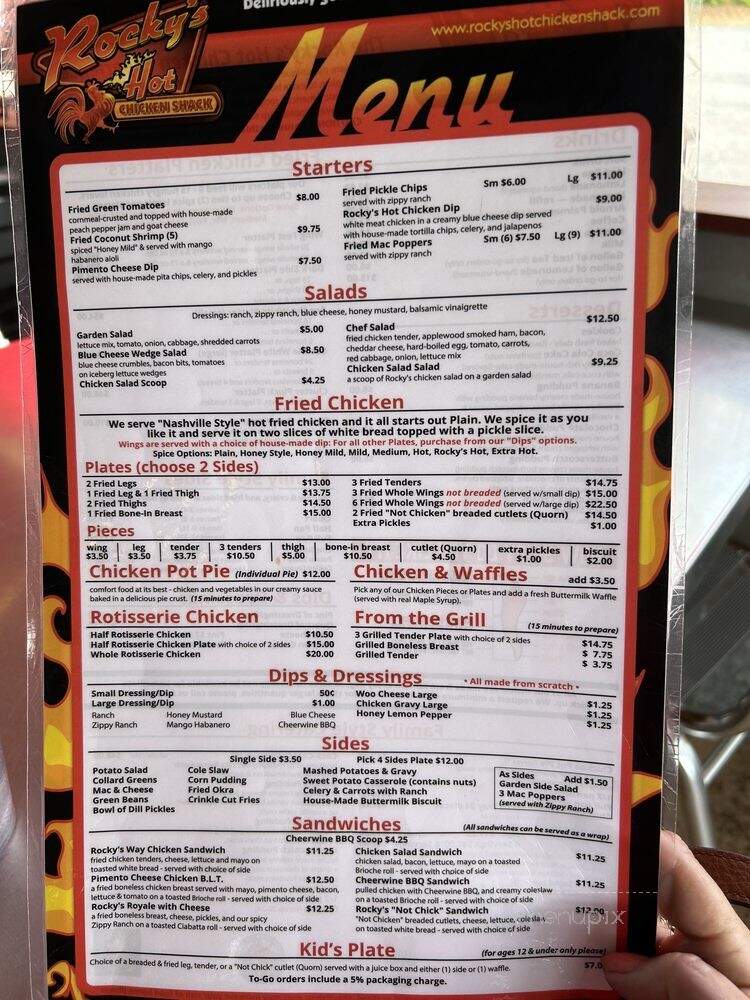 Deliriously
www.rockyshotchickenshack.com
Rocky's
Hot
CHICKEN SHACK
Menu
Starters
Fried Green Tomatoes $8.00
cornmeal-crusted and topped with house-made
peach pepper jam and goat cheese
Fried Coconut Shrimp (5) $9.75
spiced "Honey Mild" & served with mango
habanero aioli
Pimento Cheese Dip $7.50
served with house-made pita chips, celery, and pickles
Fried Pickle Chips Sm $6.00 Lg $11.00
served with zippy ranch
Rocky's Hot Chicken Dip $9.00
white meat chicken in a creamy blue cheese dip served
with house-made tortilla chips, celery, and jalapenos
Fried Mac Poppers Sm (6) $7.50 Lg (9) $11.00
served with zippy ranch
Salads
Dressings: ranch, zippy ranch, blue cheese, honey mustard, balsamic vinaigrette
Garden Salad $5.00
lettuce mix, tomato, onion, cabbage, shredded carrots
Blue Cheese Wedge Salad $8.50
blue cheese crumbles, bacon bits, tomatoes
on iceberg lettuce wedges
Chicken Salad Scoop $4.25
Chef Salad $12.50
fried chicken tender, applewood smoked ham, bacon,
cheddar cheese, hard-boiled egg, tomato, carrots,
red cabbage, onion, lettuce mix
Chicken Salad Salad $9.25
a scoop of Rocky's chicken salad on a garden salad
Fried Chicken
We serve "Nashville Style" hot fried chicken and it all starts out Plain. We spice it as you
like it and serve it on two slices of white bread topped with a pickle slice.
Wings are served with a choice of house-made dip: For all other Plates, purchase from our "Dips" options.
Spice Options: Plain, Honey Style, Honey Mild, Mild, Medium, Hot, Rocky's Hot, Extra Hot.
Plates (choose 2 Sides)
2 Fried Legs $13.00
1 Fried Leg & 1 Fried Thigh $13.75
2 Fried Thighs $14.50
1 Fried Bone-In Breast $15.00
3 Fried Tenders $14.75
3 Fried Whole Wings not breaded (served w/small dip) $15.00
6 Fried Whole Wings not breaded (served w/large dip) $22.50
2 Fried "Not Chicken" breaded cutlets (Quorn) $14.50
Extra Pickles $1.00
Pieces
wing leg tender 3 tenders thigh bone-in breast cutlet (Quorn) extra pickles biscuit
$3.50 $3.50 $3.75 $10.50 $5.00 $10.50 $4.50 $1.00 $2.00
Chicken Pot Pie (Individual Pie) $12.00
comfort food at its best - chicken and vegetables in our creamy sauce
baked in a delicious pie crust. (15 minutes to prepare)
Chicken & Waffles add $3.50
Pick any of our Chicken Pieces or Plates and add a fresh Buttermilk Waffle
(served with real Maple Syrup).
Rotisserie Chicken
Half Rotisserie Chicken $10.50
Half Rotisserie Chicken Plate with choice of 2 sides $15.00
Whole Rotisserie Chicken $20.00
From the Grill (15 minutes to prepare)
3 Grilled Tender Plate with choice of 2 sides $14.75
Grilled Boneless Breast $ 7.75
Grilled Tender $ 3.75
Dips & Dressings • All made from scratch •
Small Dressing/Dip 50¢
Large Dressing/Dip $1.00
Ranch Honey Mustard Blue Cheese
Zippy Ranch Mango Habanero Cheerwine BBQ
Woo Cheese Large $1.25
Chicken Gravy Large $1.25
Honey Lemon Pepper $1.25
Sides
Single Side $3.50 Pick 4 Sides Plate $12.00
Potato Salad Cole Slaw Mashed Potatoes & Gravy
Collard Greens Corn Pudding Sweet Potato Casserole (contains nuts)
Mac & Cheese Fried Okra Celery & Carrots with Ranch
Green Beans Crinkle Cut Fries House-Made Buttermilk Biscuit
Bowl of Dill Pickles
As Sides Add $1.50
Garden Side Salad
3 Mac Poppers
(served with Zippy Ranch)
Sandwiches (All sandwiches can be served as a wrap)
Cheerwine BBQ Scoop $4.25
Rocky's Way Chicken Sandwich $11.25
fried chicken tenders, cheese, lettuce and mayo on
toasted white bread - served with choice of side
Pimento Cheese Chicken B.L.T. $12.50
a fried boneless chicken breast served with mayo, pimento cheese, bacon,
lettuce & tomato on a toasted Brioche roll - served with choice of side
Rocky's Royale with Cheese $12.25
a fried boneless breast, cheese, pickles, and our spicy
Zippy Ranch on a toasted Ciabatta roll - served with choice of side
Chicken Salad Sandwich $11.25
chicken salad, bacon, lettuce, mayo on a toasted
Brioche roll - served with choice of side
Cheerwine BBQ Sandwich $11.25
pulled chicken with Cheerwine BBQ, and creamy coleslaw
on a toasted Brioche roll - served with choice of side
Rocky's "Not Chick" Sandwich $12.00
"Not Chicken" breaded cutlets, cheese, lettuce, coleslaw
on toasted white bread - served with choice of side
menupix
Kid's Plate (for ages 12 & under only please)
Choice of a breaded & fried leg, tender, or a "Not Chick" cutlet (Quorn) served with a juice box and either (1) side or (1) waffle. $7.0
To-Go orders include a 5% packaging charge.